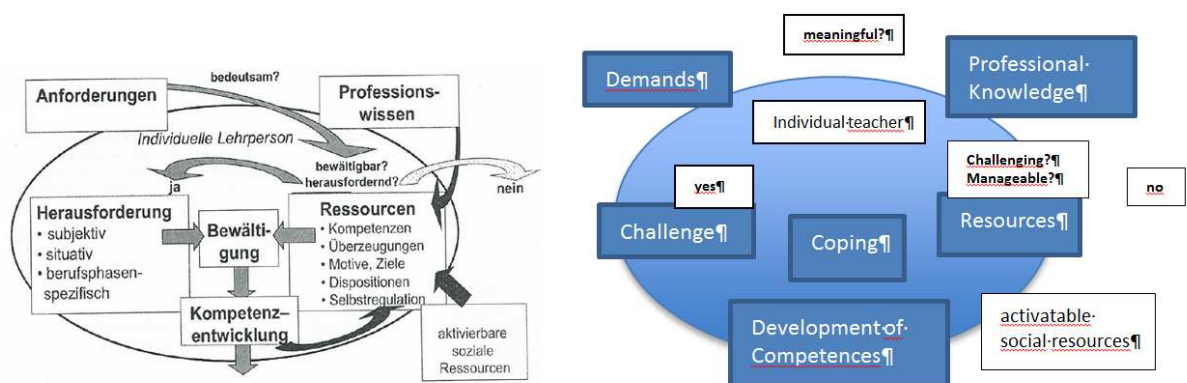 bedeutsam?
Anforderungen
Professions-
wissen
Individuelle Lehrperson
bewältigbar?
herausfordernd?
ja
nein
Herausforderung
• subjektiv
• situativ
• berufsphasen-
spezifisch
Bewälti-
gung
Ressourcen
• Kompetenzen
• Überzeugungen
• Motive, Ziele
• Dispositionen
• Selbstregulation
Kompetenz-
entwicklung
aktivierbare
soziale
Ressourcen
meaningful?¶
Demands¶
Professional·
Knowledge¶
Individual·teacher¶
Challenging?¶
Manageable?¶
yes¶
no
Challenge¶
Coping¶
Resources¶
Development·of·
Competences¶
activatable·
social·resources¶